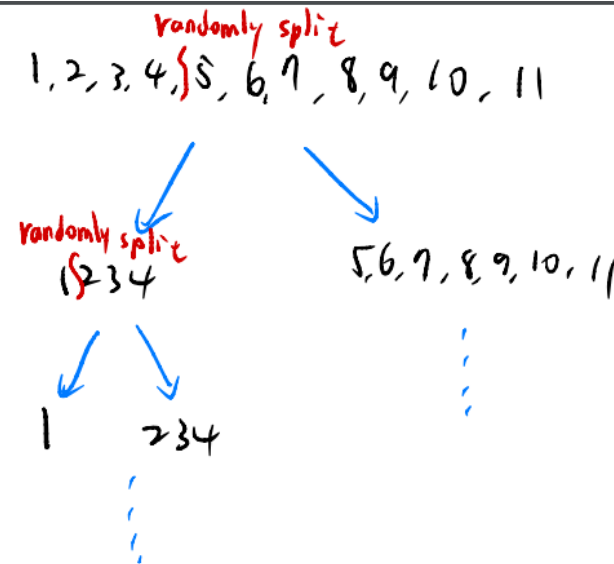 randomly split
1, 2, 3, 4, 5, 6, 7, 8, 9, 10, 11
randomly split
1 2 3 4
5, 6, 7, 8, 9, 10, 11
1
2 3 4